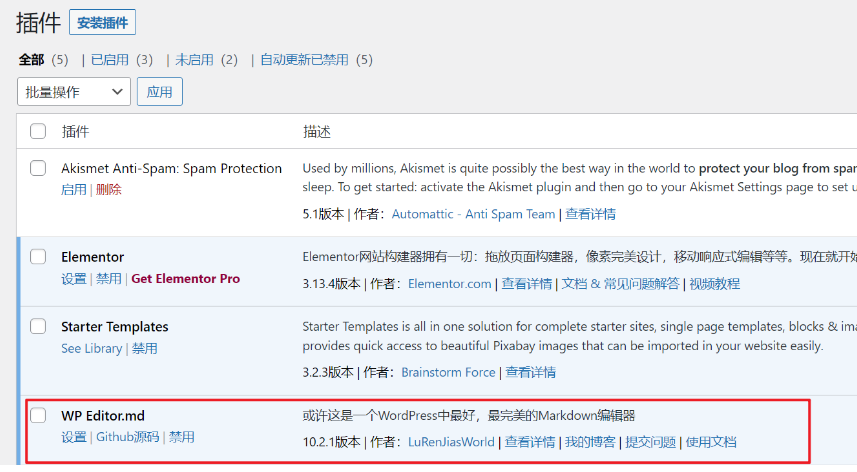 插件 安装插件
全部 (5) | 已启用 (3) | 未启用 (2) | 自动更新已禁用 (5)
批量操作 应用
插件 描述
Akismet Anti-Spam: Spam Protection Used by millions, Akismet is quite possibly the best way in the world to protect your blog from
启用 | 删除 sleep. To get started: activate the Akismet plugin and then go to your Akismet Settings page to set
5.1版本 | 作者：Automattic - Anti Spam Team | 查看详情
Elementor Elementor网站构建器拥有一切：拖放页面构建器，像素完美设计，移动响应式编辑等等。现在就开始
设置 | 禁用 | Get Elementor Pro
3.13.4版本 | 作者：Elementor.com | 查看详情 | 文档 & 常见问题解答 | 视频教程
Starter Templates Starter Templates is all in one solution for complete starter sites, single page templates, blocks &
See Library | 禁用 provides quick access to beautiful Pixabay images that can be imported in your website easily.
3.2.3版本 | 作者：Brainstorm Force | 查看详情
WP Editor.md 或许这是一个WordPress中最好，最完美的Markdown编辑器
设置 | Github源码 | 禁用
10.2.1版本 | 作者：LuRenJiasWorld | 查看详情 | 我的博客 | 提交问题 | 使用文档